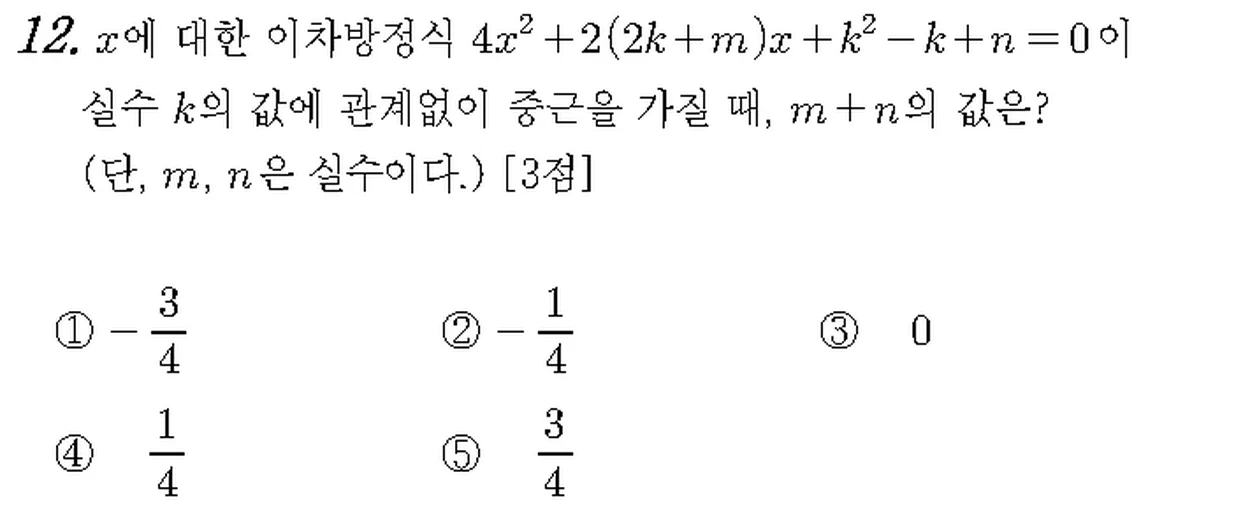 12. x에 대한 이차방정식 4x²+2(2k+m)x+k²-k+n=0이
실수 k의 값에 관계없이 중근을 가질 때, m+n의 값은?
(단, m, n은 실수이다.) [3점]
① -3/4 ② -1/4 ③ 0
④ 1/4 ⑤ 3/4